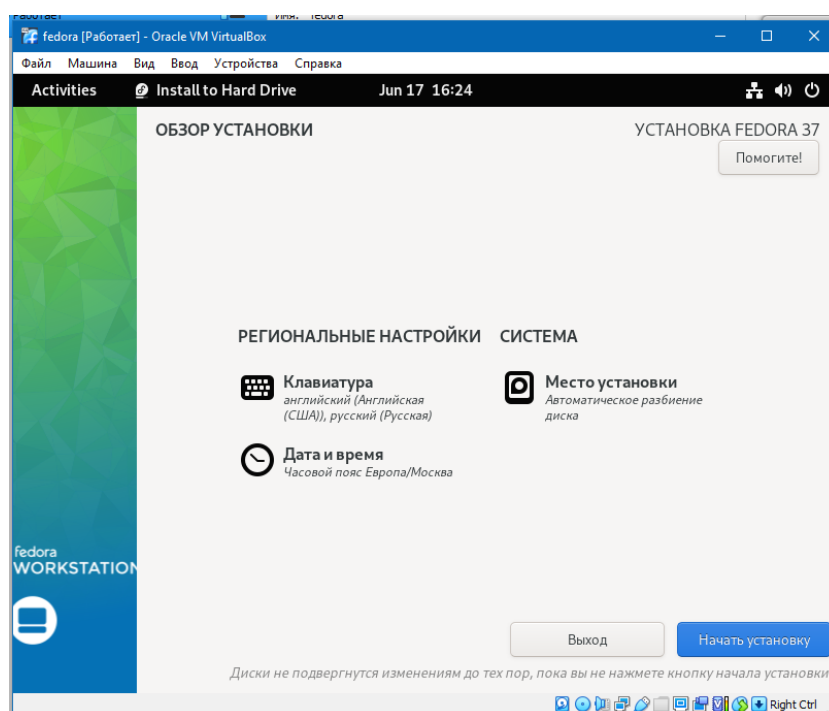 fedora [Работает] - Oracle VM VirtualBox
Файл Машина Вид Ввод Устройства Справка
Activities Install to Hard Drive Jun 17 16:24
ОБЗОР УСТАНОВКИ
УСТАНОВКА FEDORA 37
Помогите!
РЕГИОНАЛЬНЫЕ НАСТРОЙКИ
Клавиатура
английский (Английская
(США)), русский (Русская)
Дата и время
Часовой пояс Европа/Москва
СИСТЕМА
Место установки
Автоматическое разбиение
диска
fedora
WORKSTATION
Выход
Начать установку
Диски не подвергнутся изменениям до тех пор, пока вы не нажмете кнопку начала установки
Right Ctrl